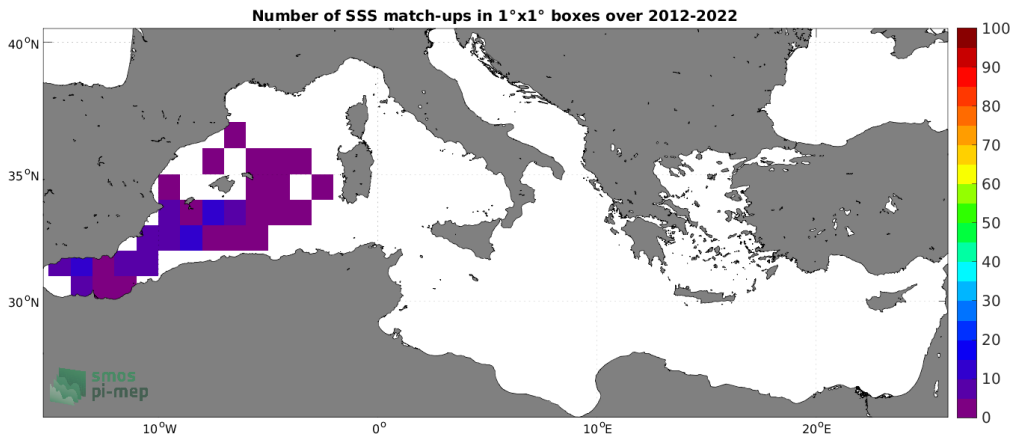 Number of SSS match-ups in 1°x1° boxes over 2012-2022
40°N
35°N
30°N
10°W
0°
10°E
20°E
100
90
80
70
60
50
40
30
20
10
0
smos
pi-mep